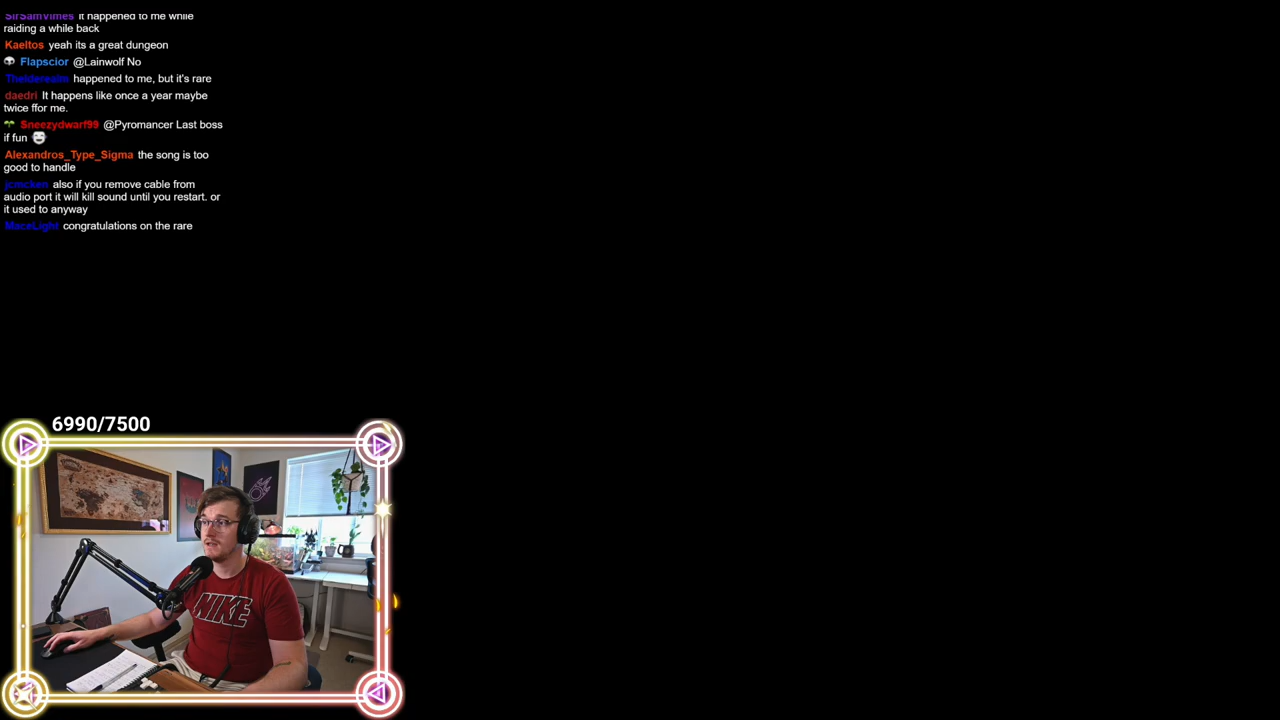 SirSamVimes it happened to me while
raiding a while back
Kaeltos yeah its a great dungeon
Flapscior @Lainwolf No
happened to me, but it's rare
daedri It happens like once a year maybe
twice ffor me.
Sneezydwarf99 @Pyromancer Last boss
if fun
Alexandros_Type_Sigma the song is too
good to handle
jcmcken also if you remove cable from
audio port it will kill sound until you restart. or
it used to anyway
MaceLight congratulations on the rare
6990/7500
NIKE